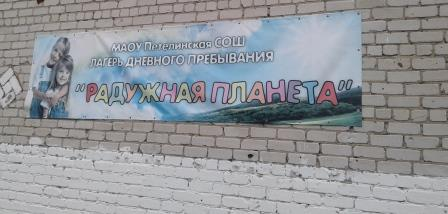 МАОУ Петелинская СОШ
ЛАГЕРЬ ДНЕВНОГО ПРЕБЫВАНИЯ
"РАДУЖНАЯ ПЛАНЕТА"